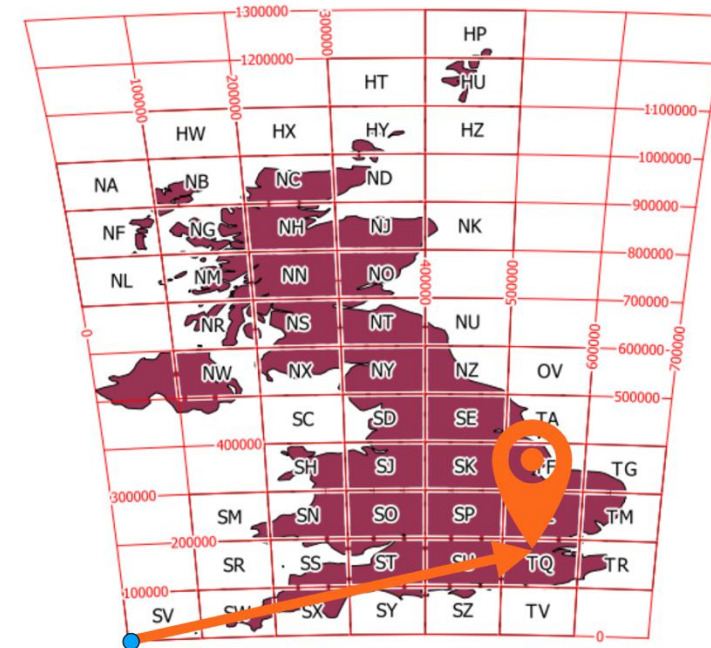 1300000
300000
HP
1200000
100000
200000
HT
HU
1100000
HW
HX
HY
HZ
1000000
NA
NB
NC
ND
900000
NF
NG
NH
NJ
NK
800000
NL
NM
NN
NO
400000
500000
700000
0
NR
NS
NT
NU
600000
700000
600000
NW
NX
NY
NZ
OV
500000
SC
SD
SE
TA
400000
SH
SJ
SK
TG
300000
SM
SN
SO
SP
TM
200000
SR
SS
ST
SU
TQ
TR
100000
SV
SW
SX
SY
SZ
TV
0